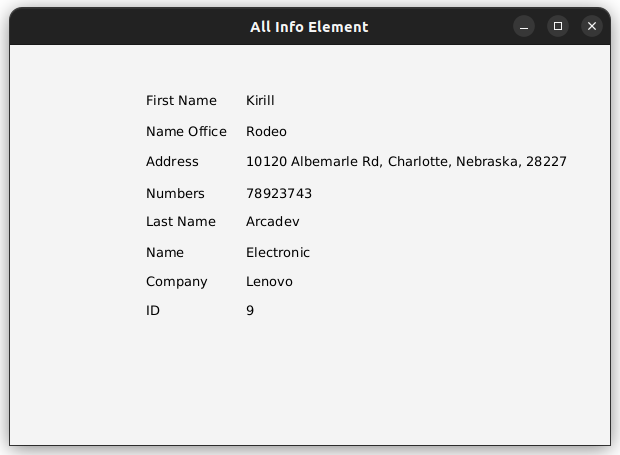 All Info Element
First Name Kirill
Name Office Rodeo
Address 10120 Albemarle Rd, Charlotte, Nebraska, 28227
Numbers 78923743
Last Name Arcadev
Name Electronic
Company Lenovo
ID 9